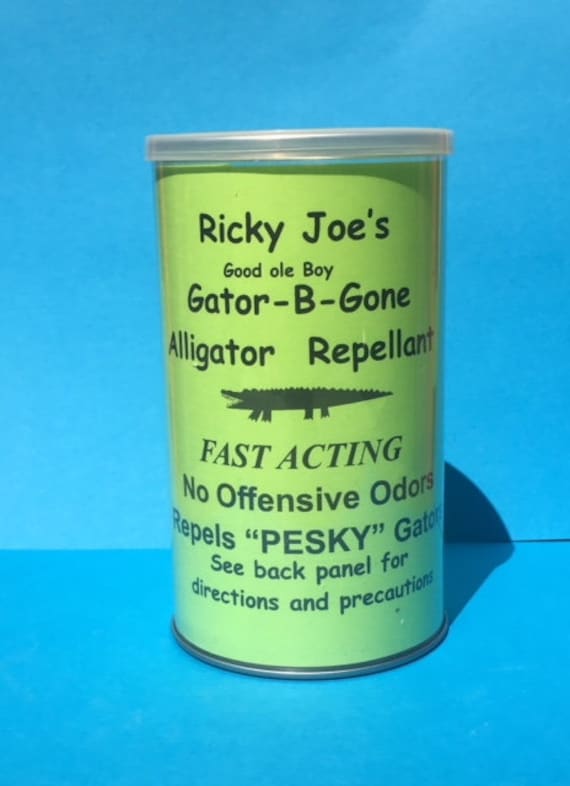 Ricky Joe's
Good ole Boy
Gator-B-Gone
Alligator Repellant
FAST ACTING
No Offensive Odors
Repels "PESKY" Gators
See back panel for
directions and precautions